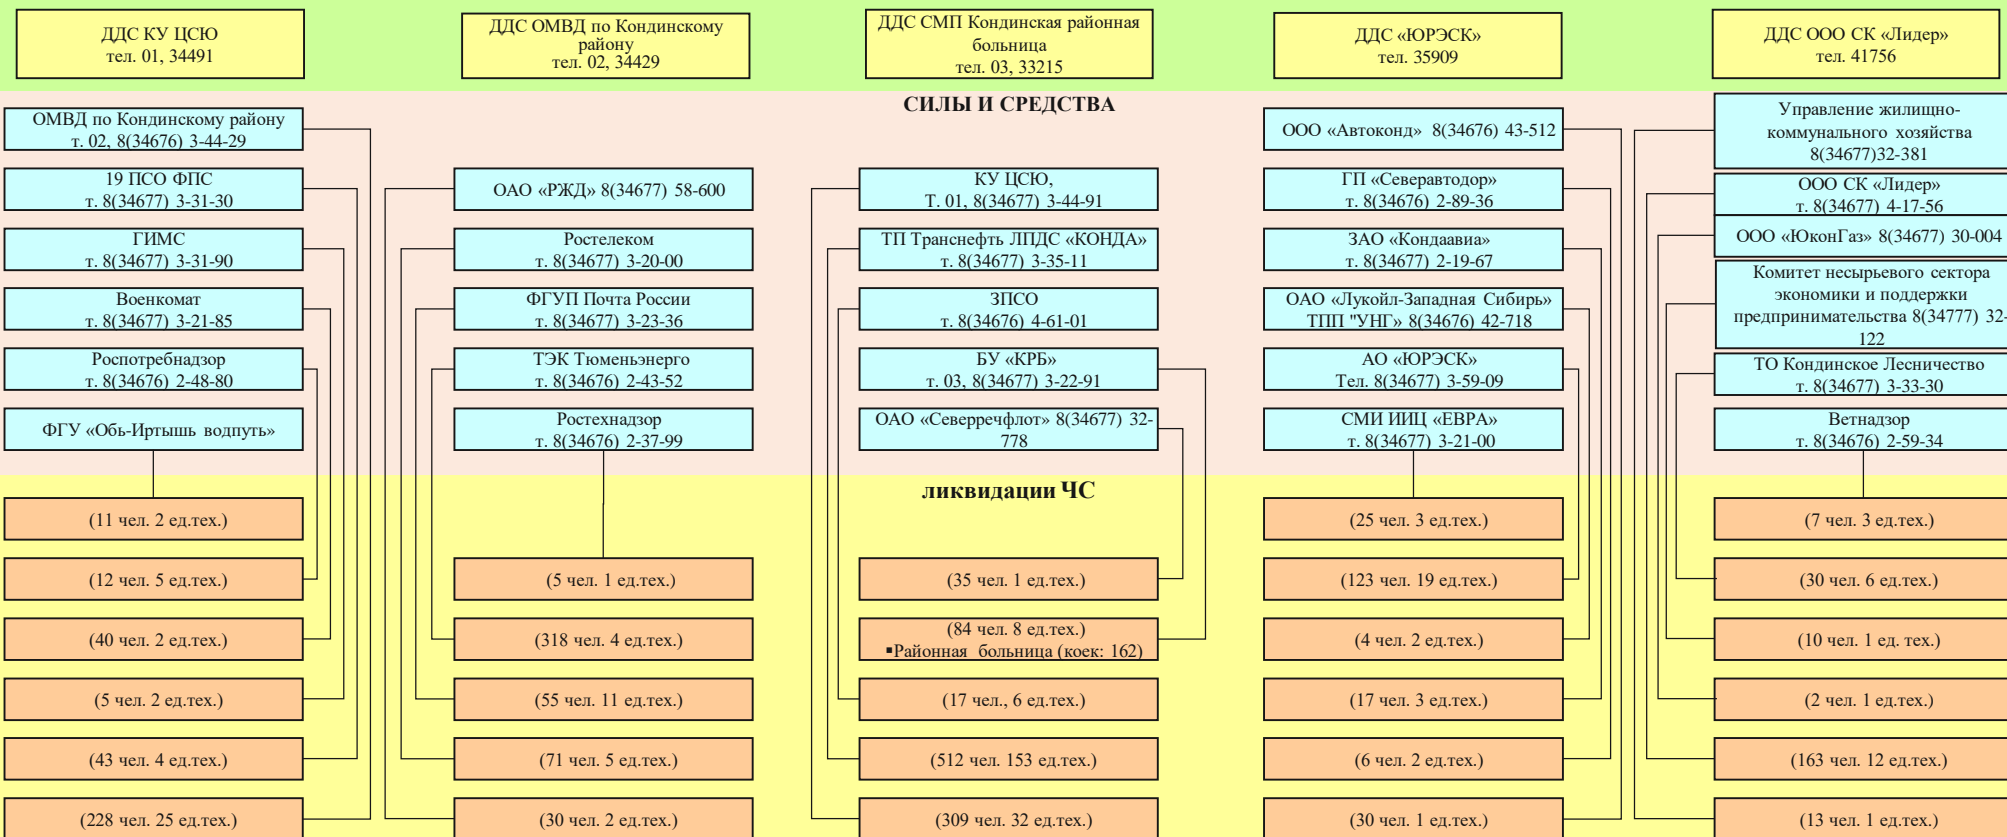 ДДС КУ ЦСЮ
тел. 01, 34491
ДДС ОМВД по Кондинскому
району
тел. 02, 34429
ДДС СМП Кондинская районная
больница
тел. 03, 33215
ДДС «ЮРЭСК»
тел. 35909
ДДС ООО СК «Лидер»
тел. 41756
СИЛЫ И СРЕДСТВА
ОМВД по Кондинскому району
т. 02, 8(34676) 3-44-29
19 ПСО ФПС
т. 8(34677) 3-31-30
ГИМС
т. 8(34677) 3-31-90
Военкомат
т. 8(34677) 3-21-85
Роспотребнадзор
т. 8(34676) 2-48-80
ФГУ «Обь-Иртышь водпуть»
ОАО «РЖД» 8(34677) 58-600
Ростелеком
т. 8(34677) 3-20-00
ФГУП Почта России
т. 8(34677) 3-23-36
ТЭК Тюменьэнерго
т. 8(34676) 2-43-52
Ростехнадзор
т. 8(34676) 2-37-99
КУ ЦСЮ,
Т. 01, 8(34677) 3-44-91
ТП Транснефть ЛПДС «КОНДА»
т. 8(34677) 3-35-11
ЗПСО
т. 8(34676) 4-61-01
БУ «КРБ»
т. 03, 8(34677) 3-22-91
ОАО «Северречфлот» 8(34677) 32-
778
ООО «Автоконд» 8(34676) 43-512
ГП «Северавтодор»
т. 8(34676) 2-89-36
ЗАО «Кондаавиа»
т. 8(34677) 2-19-67
ОАО «Лукойл-Западная Сибирь»
ТПП "УНГ» 8(34676) 42-718
АО «ЮРЭСК»
Тел. 8(34677) 3-59-09
СМИ ИИЦ «ЕВРА»
т. 8(34677) 3-21-00
Управление жилищно-
коммунального хозяйства
8(34677)32-381
ООО СК «Лидер»
т. 8(34677) 4-17-56
ООО «ЮконГаз» 8(34677) 30-004
Комитет несырьевого сектора
экономики и поддержки
предпринимательства 8(34777) 32-
122
ТО Кондинское Лесничество
т. 8(34677) 3-33-30
Ветнадзор
т. 8(34676) 2-59-34
ликвидации ЧС
(11 чел. 2 ед.тех.)
(12 чел. 5 ед.тех.)
(40 чел. 2 ед.тех.)
(5 чел. 2 ед.тех.)
(43 чел. 4 ед.тех.)
(228 чел. 25 ед.тех.)
(5 чел. 1 ед.тех.)
(318 чел. 4 ед.тех.)
(55 чел. 11 ед.тех.)
(71 чел. 5 ед.тех.)
(30 чел. 2 ед.тех.)
(35 чел. 1 ед.тех.)
(84 чел. 8 ед.тех.)
▪Районная больница (коек: 162)
(17 чел., 6 ед.тех.)
(512 чел. 153 ед.тех.)
(309 чел. 32 ед.тех.)
(25 чел. 3 ед.тех.)
(123 чел. 19 ед.тех.)
(4 чел. 2 ед.тех.)
(17 чел. 3 ед.тех.)
(6 чел. 2 ед.тех.)
(30 чел. 1 ед.тех.)
(7 чел. 3 ед.тех.)
(30 чел. 6 ед.тех.)
(10 чел. 1 ед. тех.)
(2 чел. 1 ед.тех.)
(163 чел. 12 ед.тех.)
(13 чел. 1 ед.тех.)